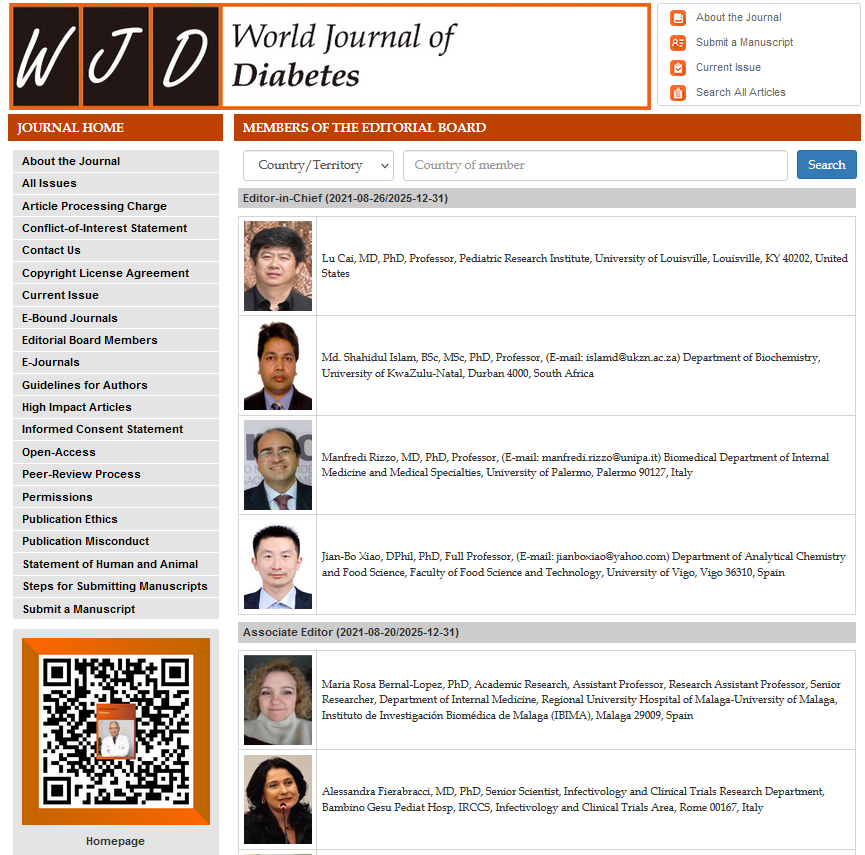 WJD
World Journal of
Diabetes
About the Journal
Submit a Manuscript
Current Issue
Search All Articles
JOURNAL HOME
About the Journal
All Issues
Article Processing Charge
Conflict-of-Interest Statement
Contact Us
Copyright License Agreement
Current Issue
E-Bound Journals
Editorial Board Members
E-Journals
Guidelines for Authors
High Impact Articles
Informed Consent Statement
Open-Access
Peer-Review Process
Permissions
Publication Ethics
Publication Misconduct
Statement of Human and Animal
Steps for Submitting Manuscripts
Submit a Manuscript
Homepage
MEMBERS OF THE EDITORIAL BOARD
Country/Territory
Country of member
Search
Editor-in-Chief (2021-08-26/2025-12-31)
Lu Cai, MD, PhD, Professor, Pediatric Research Institute, University of Louisville, Louisville, KY 40202, United
States
Md. Shahidul Islam, BSc, MSc, PhD, Professor, (E-mail: islamd@ukzn.ac.za) Department of Biochemistry,
University of KwaZulu-Natal, Durban 4000, South Africa
Manfredi Rizzo, MD, PhD, Professor, (E-mail: manfredi.rizzo@unipa.it) Biomedical Department of Internal
Medicine and Medical Specialties, University of Palermo, Palermo 90127, Italy
Jian-Bo Xiao, DPhil, PhD, Full Professor, (E-mail: jianboxiao@yahoo.com) Department of Analytical Chemistry
and Food Science, Faculty of Food Science and Technology, University of Vigo, Vigo 36310, Spain
Associate Editor (2021-08-20/2025-12-31)
Maria Rosa Bernal-Lopez, PhD, Academic Research, Assistant Professor, Research Assistant Professor, Senior
Researcher, Department of Internal Medicine, Regional University Hospital of Malaga-University of Malaga,
Instituto de Investigación Biomédica de Malaga (IBIMA), Malaga 29009, Spain
Alessandra Fierabracci, MD, PhD, Senior Scientist, Infectivology and Clinical Trials Research Department,
Bambino Gesu Pediat Hosp, IRCCS, Infectivology and Clinical Trials Area, Rome 00167, Italy